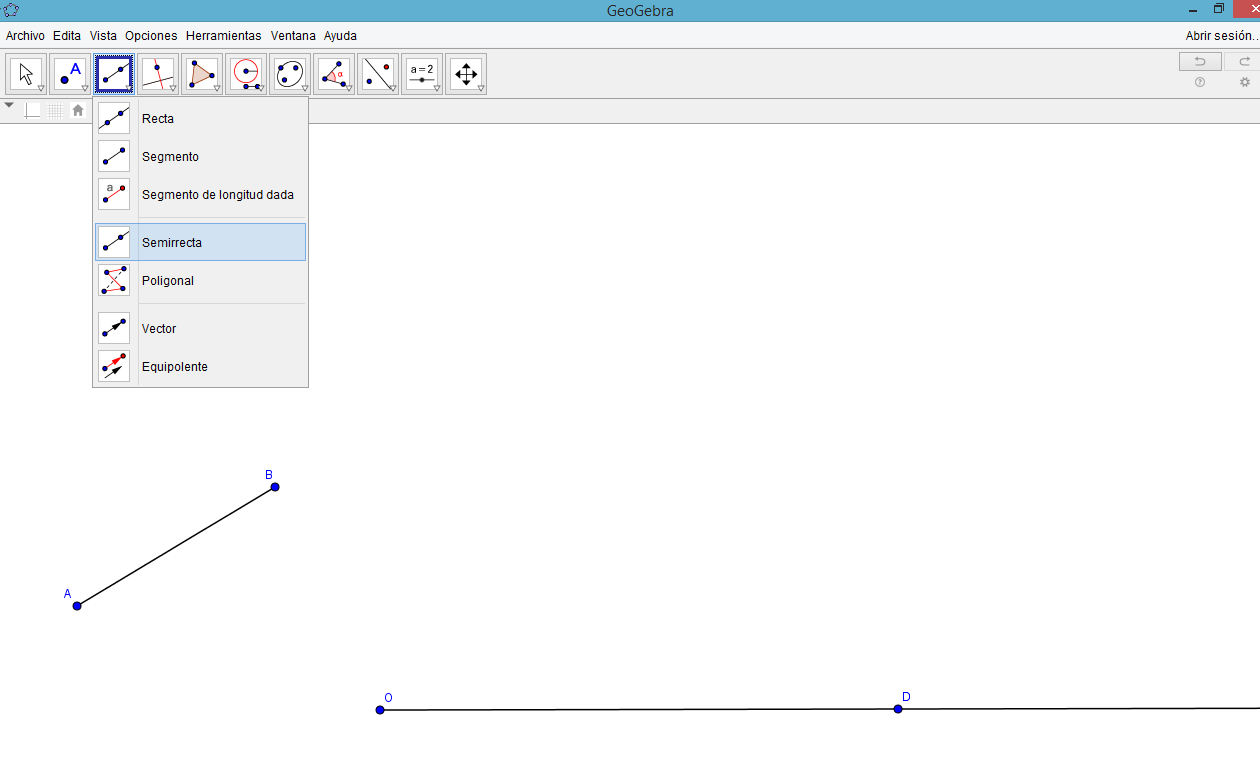 GeoGebra
Archivo Edita Vista Opciones Herramientas Ventana Ayuda Abrir sesión..
A α a=2
Recta
Segmento
a Segmento de longitud dada
Semirrecta
Poligonal
Vector
Equipolente
B
A
O D